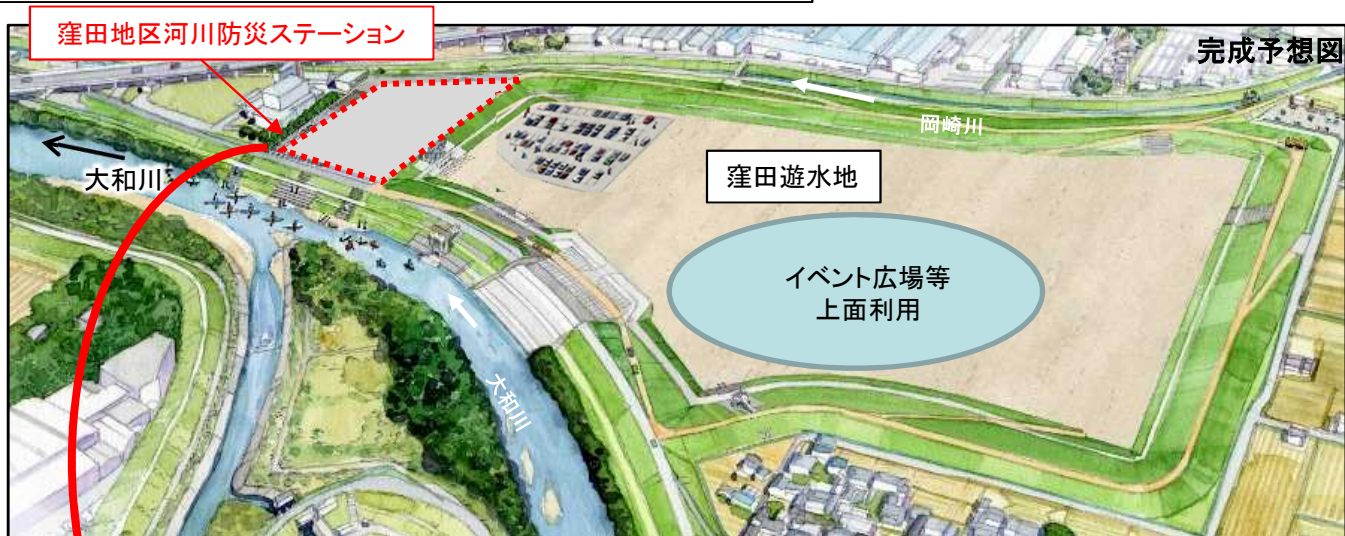 窪田地区河川防災ステーション
完成予想図
岡崎川
大和川
窪田遊水地
イベント広場等
上面利用
大和川